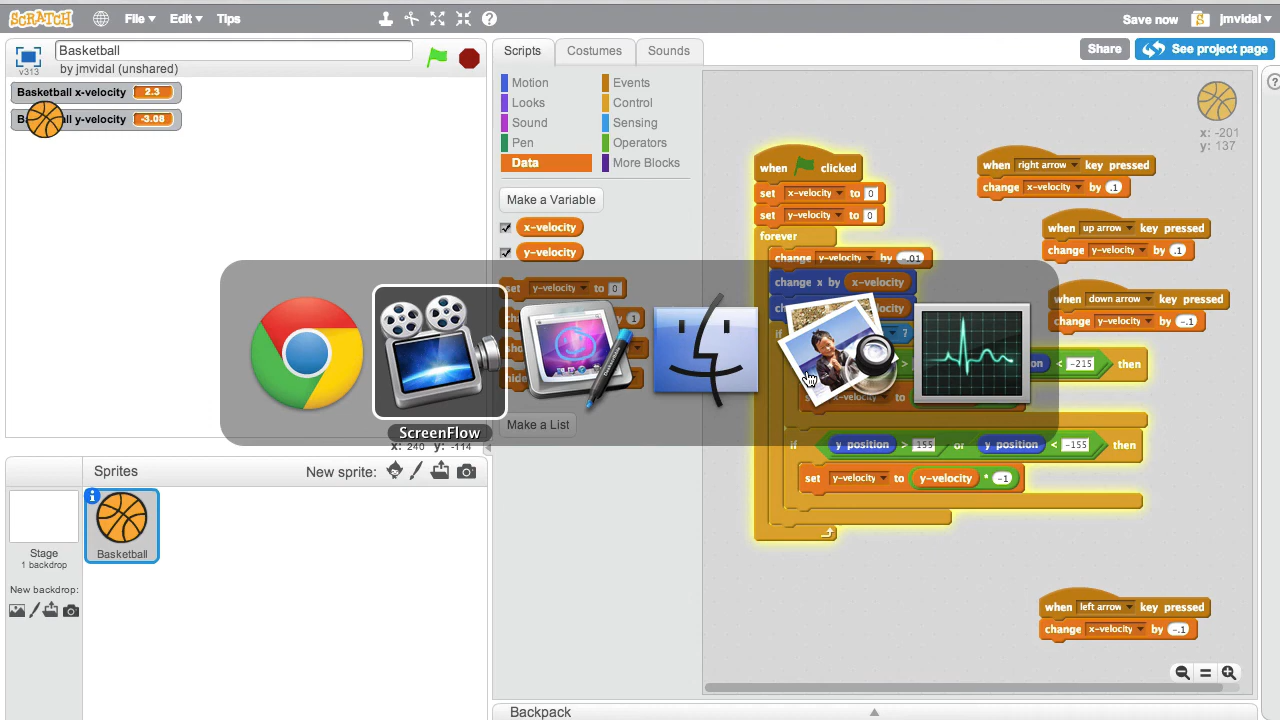 SCRATCH File Edit Tips Save now jmvidal
v313 Basketball
by jmvidal (unshared)
Scripts Costumes Sounds
Share See project page
Basketball x-velocity 2.3
y-velocity -3.08
Motion Events
Looks Control
Sound Sensing
Pen Operators
Data More Blocks
Make a Variable
x-velocity
y-velocity
y-velocity 0
1
Make a List
x: -201
y: 137
when clicked
set x-velocity to 0
set y-velocity to 0
forever
change y-velocity by -.01
change x by x-velocity
if
?
< -215 then
if y position > 155 or y position < -155 then
set y-velocity to y-velocity * -1
when right arrow key pressed
change x-velocity by .1
when up arrow key pressed
change y-velocity by .1
when down arrow key pressed
change y-velocity by -.1
when left arrow key pressed
change x-velocity by -.1
ScreenFlow
x: 240 y: -114
Sprites New sprite:
Stage
1 backdrop
New backdrop:
Basketball
Backpack